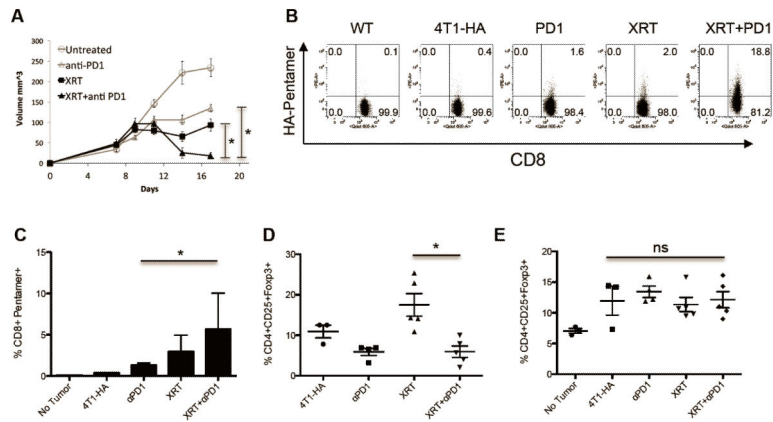 A
Volume mm^3
300
250
200
150
100
50
0
0 4 8 12 16 20
Days
Untreated
anti-PD1
XRT
XRT+anti PD1
*
*
B
WT 4T1-HA PD1 XRT XRT+PD1
HA-Pentamer
0.0 0.1 0.0 0.4 0.0 1.6 0.0 2.0 0.0 18.8
0.0 99.9 0.0 99.6 0.0 98.4 0.0 98.0 0.0 81.2
CD8
C
% CD8+ Pentamer+
15
10
5
0
*
No Tumor 4T1-HA αPD1 XRT XRT+αPD1
D
% CD4+CD25+Foxp3+
30
20
10
0
*
4T1-HA αPD1 XRT XRT+αPD1
E
% CD4+CD25+Foxp3+
20
15
10
5
0
ns
No Tumor 4T1-HA αPD1 XRT XRT+αPD1